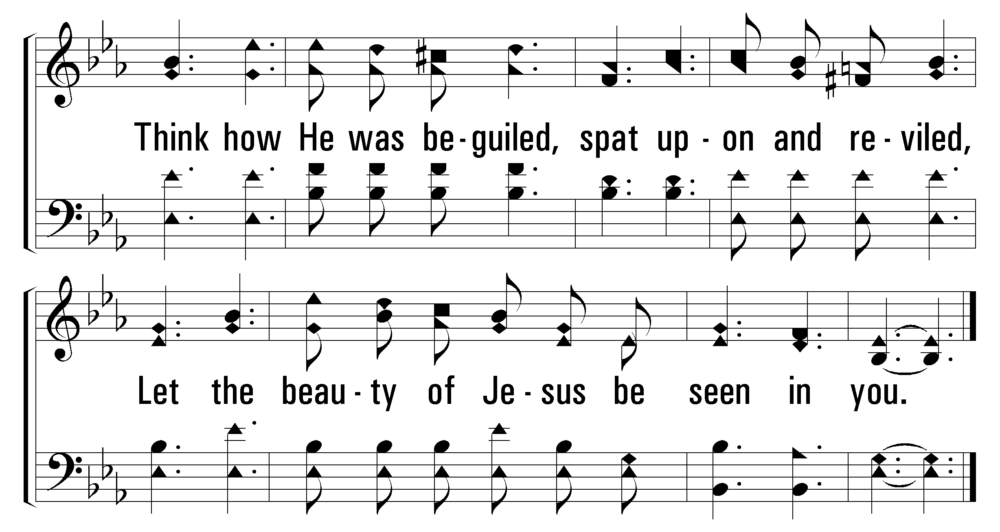 Think how He was be - guiled, spat up - on and re - viled,
Let the beau - ty of Je - sus be seen in you.